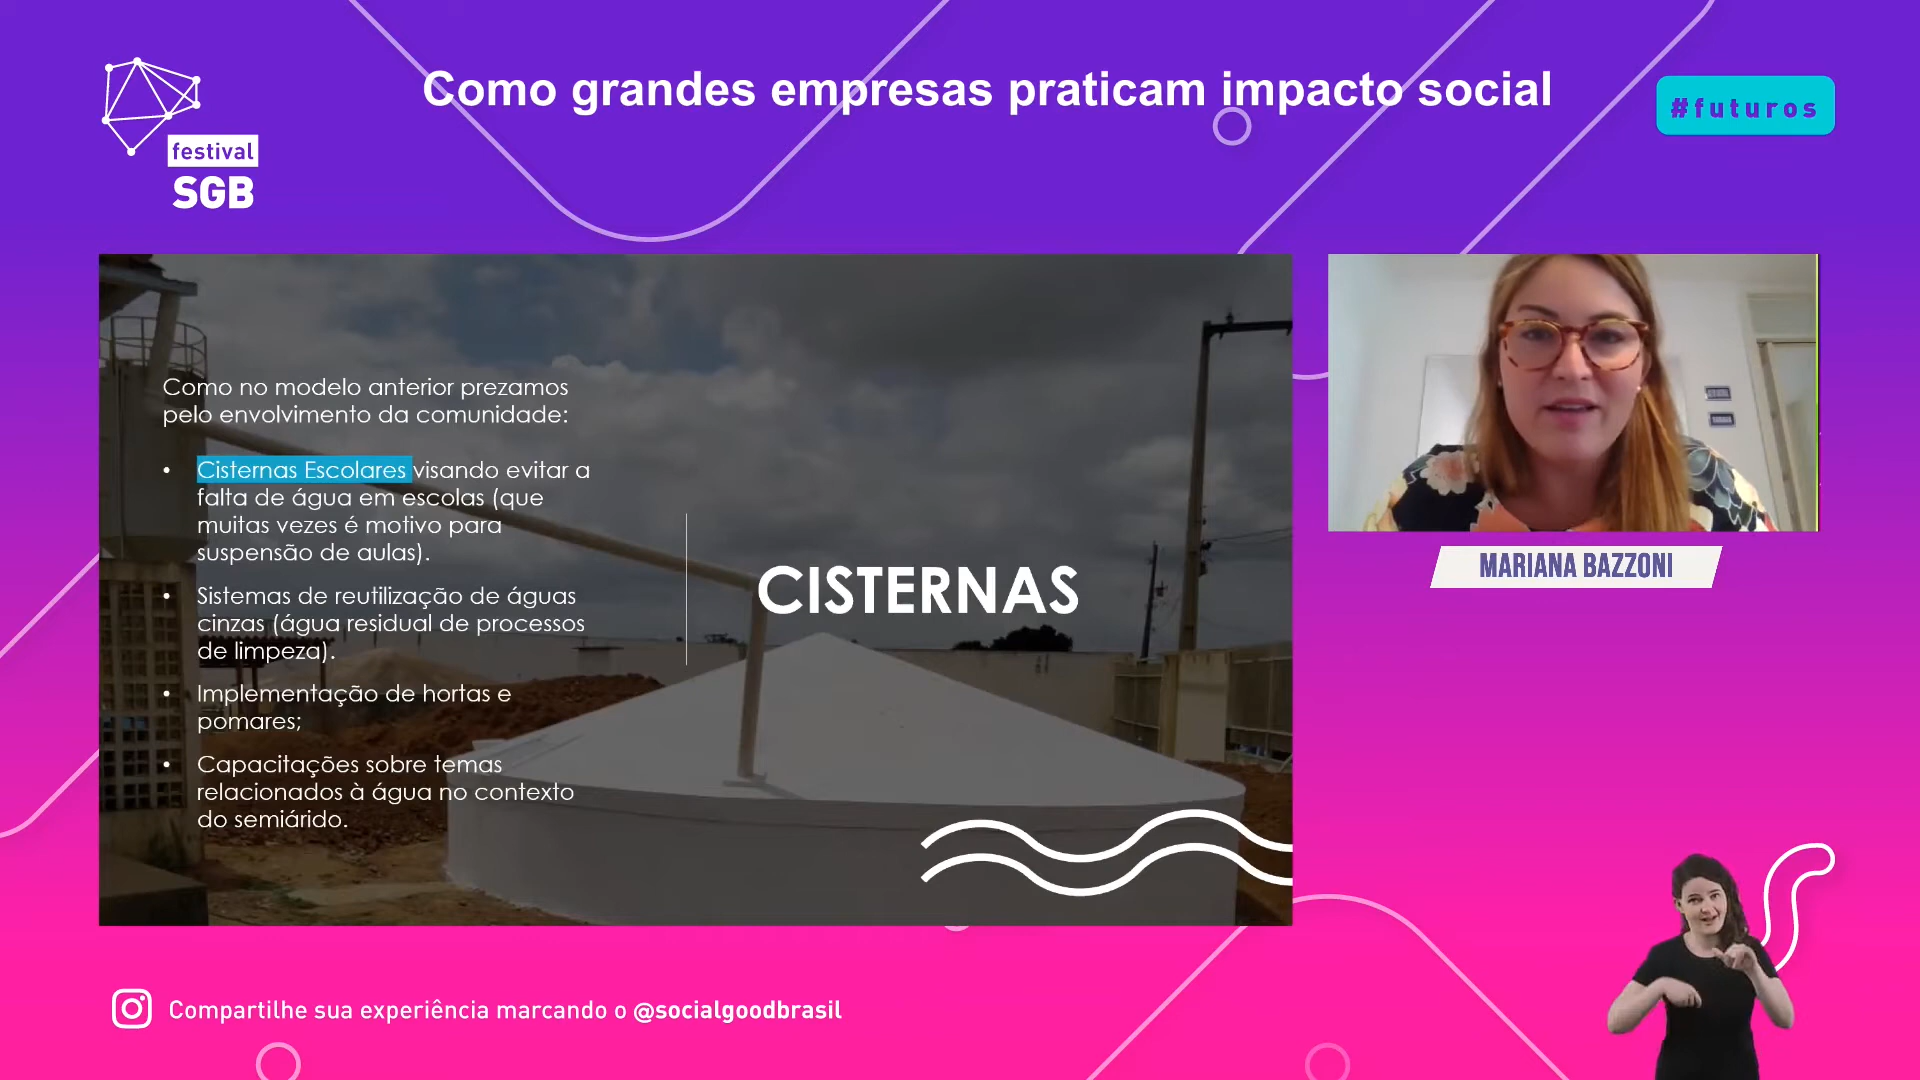 Como grandes empresas praticam impacto social
#futuros
festival
SGB
Como no modelo anterior prezamos
pelo envolvimento da comunidade:
• Cisternas Escolares visando evitar a
falta de água em escolas (que
muitas vezes é motivo para
suspensão de aulas).
• Sistemas de reutilização de águas
cinzas (água residual de processos
de limpeza).
• Implementação de hortas e
pomares;
• Capacitações sobre temas
relacionados à água no contexto
do semiárido.
CISTERNAS
MARIANA BAZZONI
Compartilhe sua experiência marcando o @socialgoodbrasil